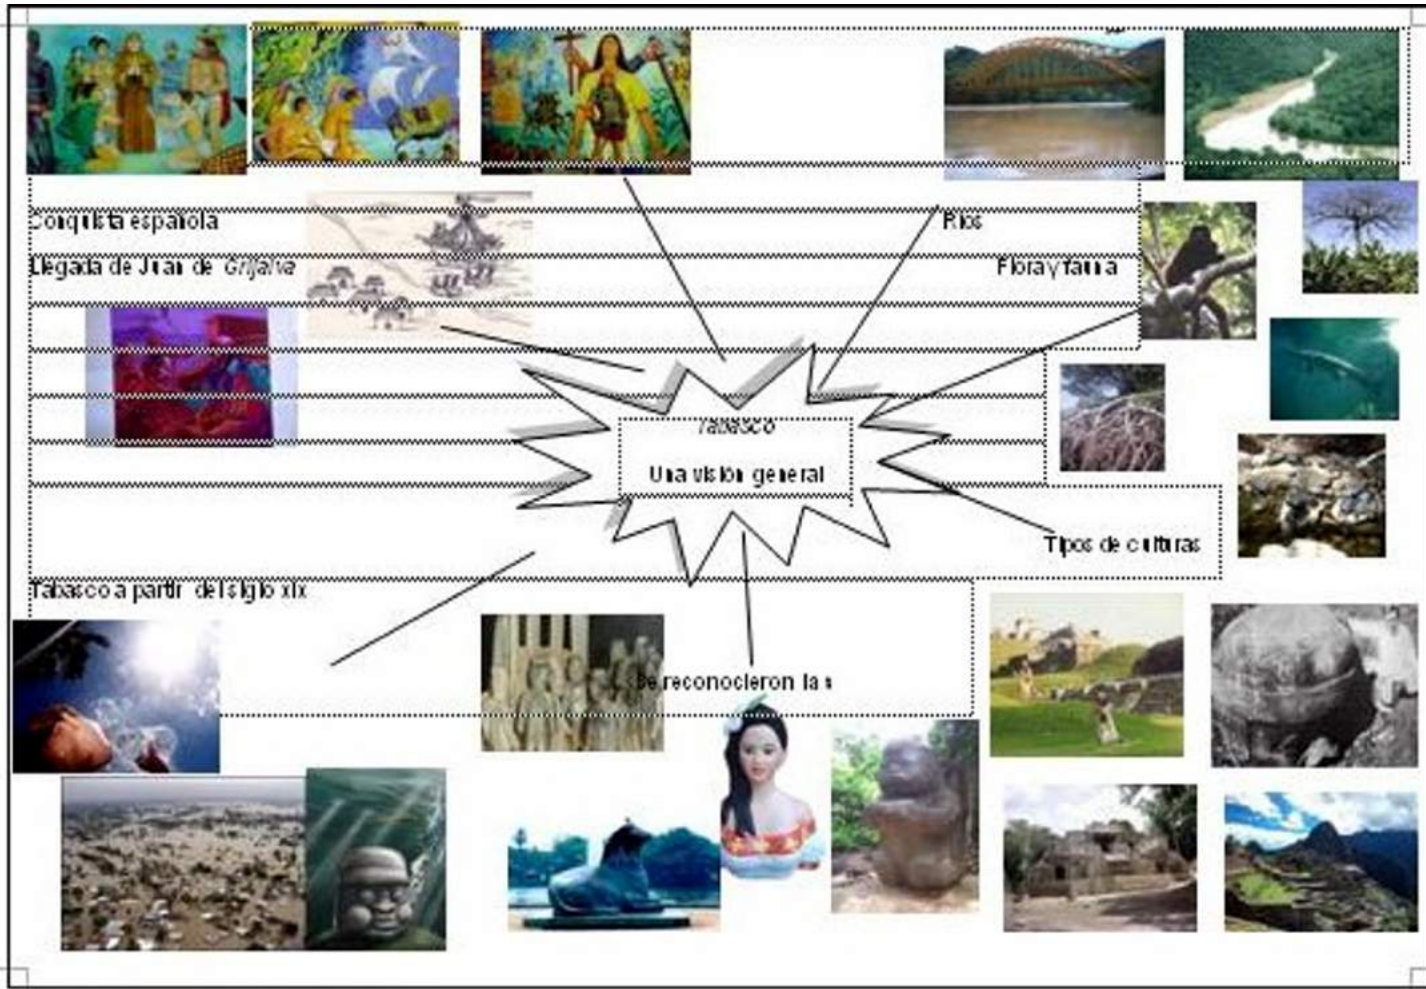 Conquista española
Ríos
Llegada de Juan de Grijalva
Flora y fauna
Tabasco
Una visión general
Tipos de culturas
Tabasco a partir del siglo xix
Se reconocieron las